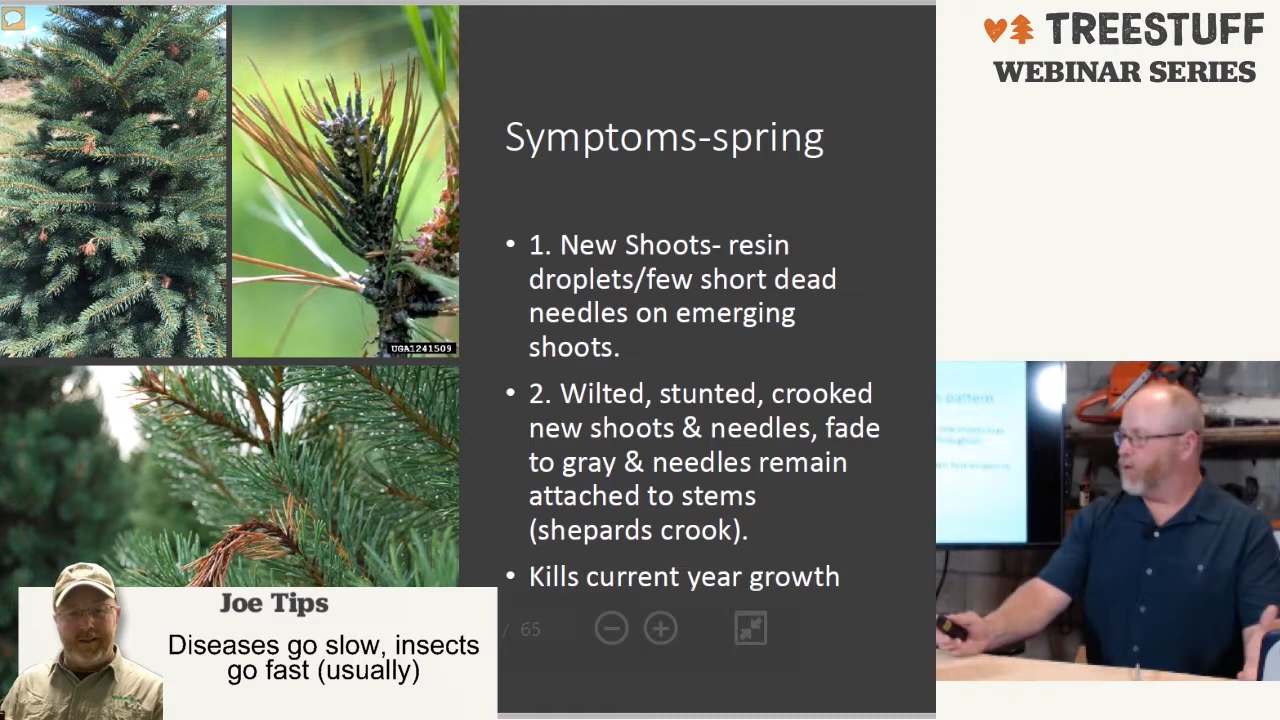 TREESTUFF
WEBINAR SERIES
Symptoms-spring
• 1. New Shoots- resin
droplets/few short dead
needles on emerging
shoots.
• 2. Wilted, stunted, crooked
new shoots & needles, fade
to gray & needles remain
attached to stems
(shepards crook).
• Kills current year growth
UGA1241509
/ 65
pattern
Joe Tips
Diseases go slow, insects
go fast (usually)